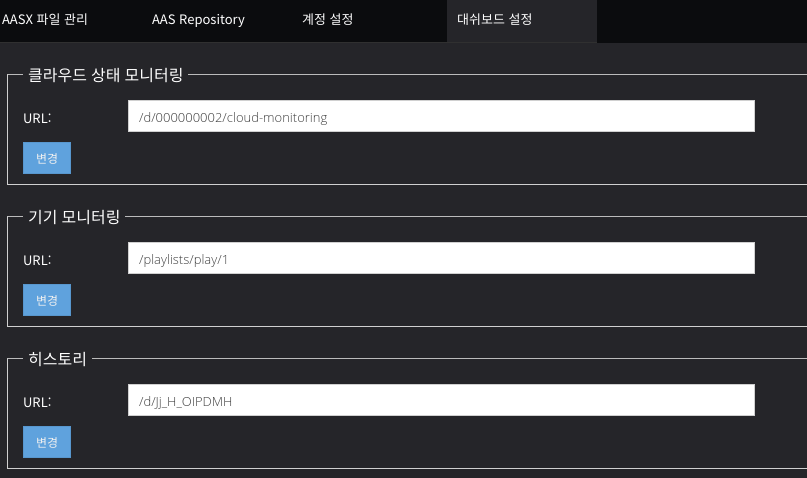 AASX 파일 관리 AAS Repository 계정 설정 대쉬보드 설정
클라우드 상태 모니터링
URL: /d/000000002/cloud-monitoring
변경
기기 모니터링
URL: /playlists/play/1
변경
히스토리
URL: /d/Jj_H_OIPDMH
변경